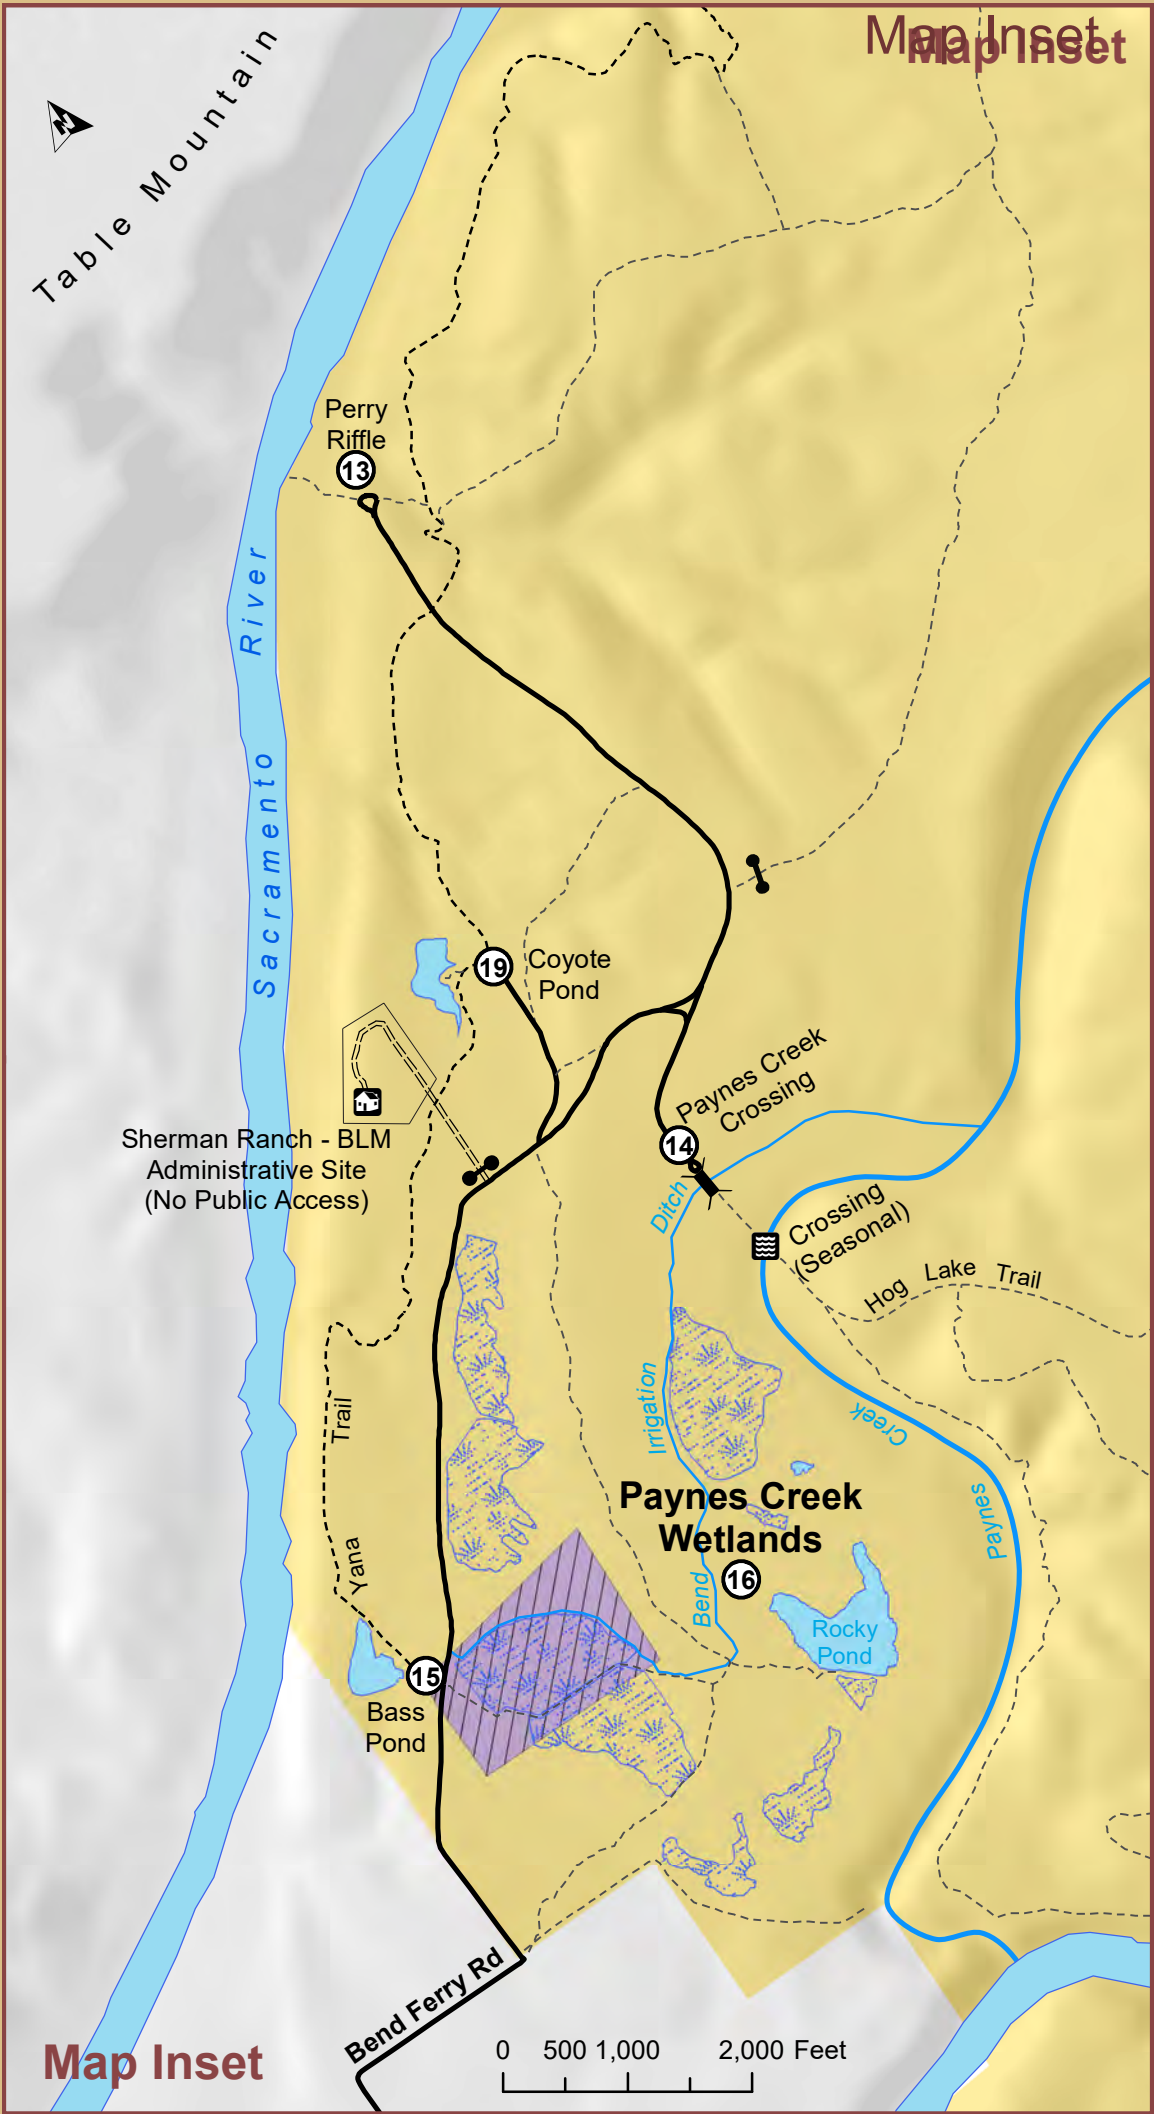 Map Inset
Map Inset
Table Mountain
N
Perry
Riffle
13
Sacramento River
19
Coyote
Pond
Paynes Creek
Crossing
14
Sherman Ranch - BLM
Administrative Site
(No Public Access)
Ditch
Crossing
(Seasonal)
Hog Lake Trail
Irrigation
Trail
Creek
Paynes
Paynes Creek
Wetlands
16
Yana
Bend
Rocky
Pond
15
Bass
Pond
Bend Ferry Rd
Map Inset
0 500 1,000 2,000 Feet